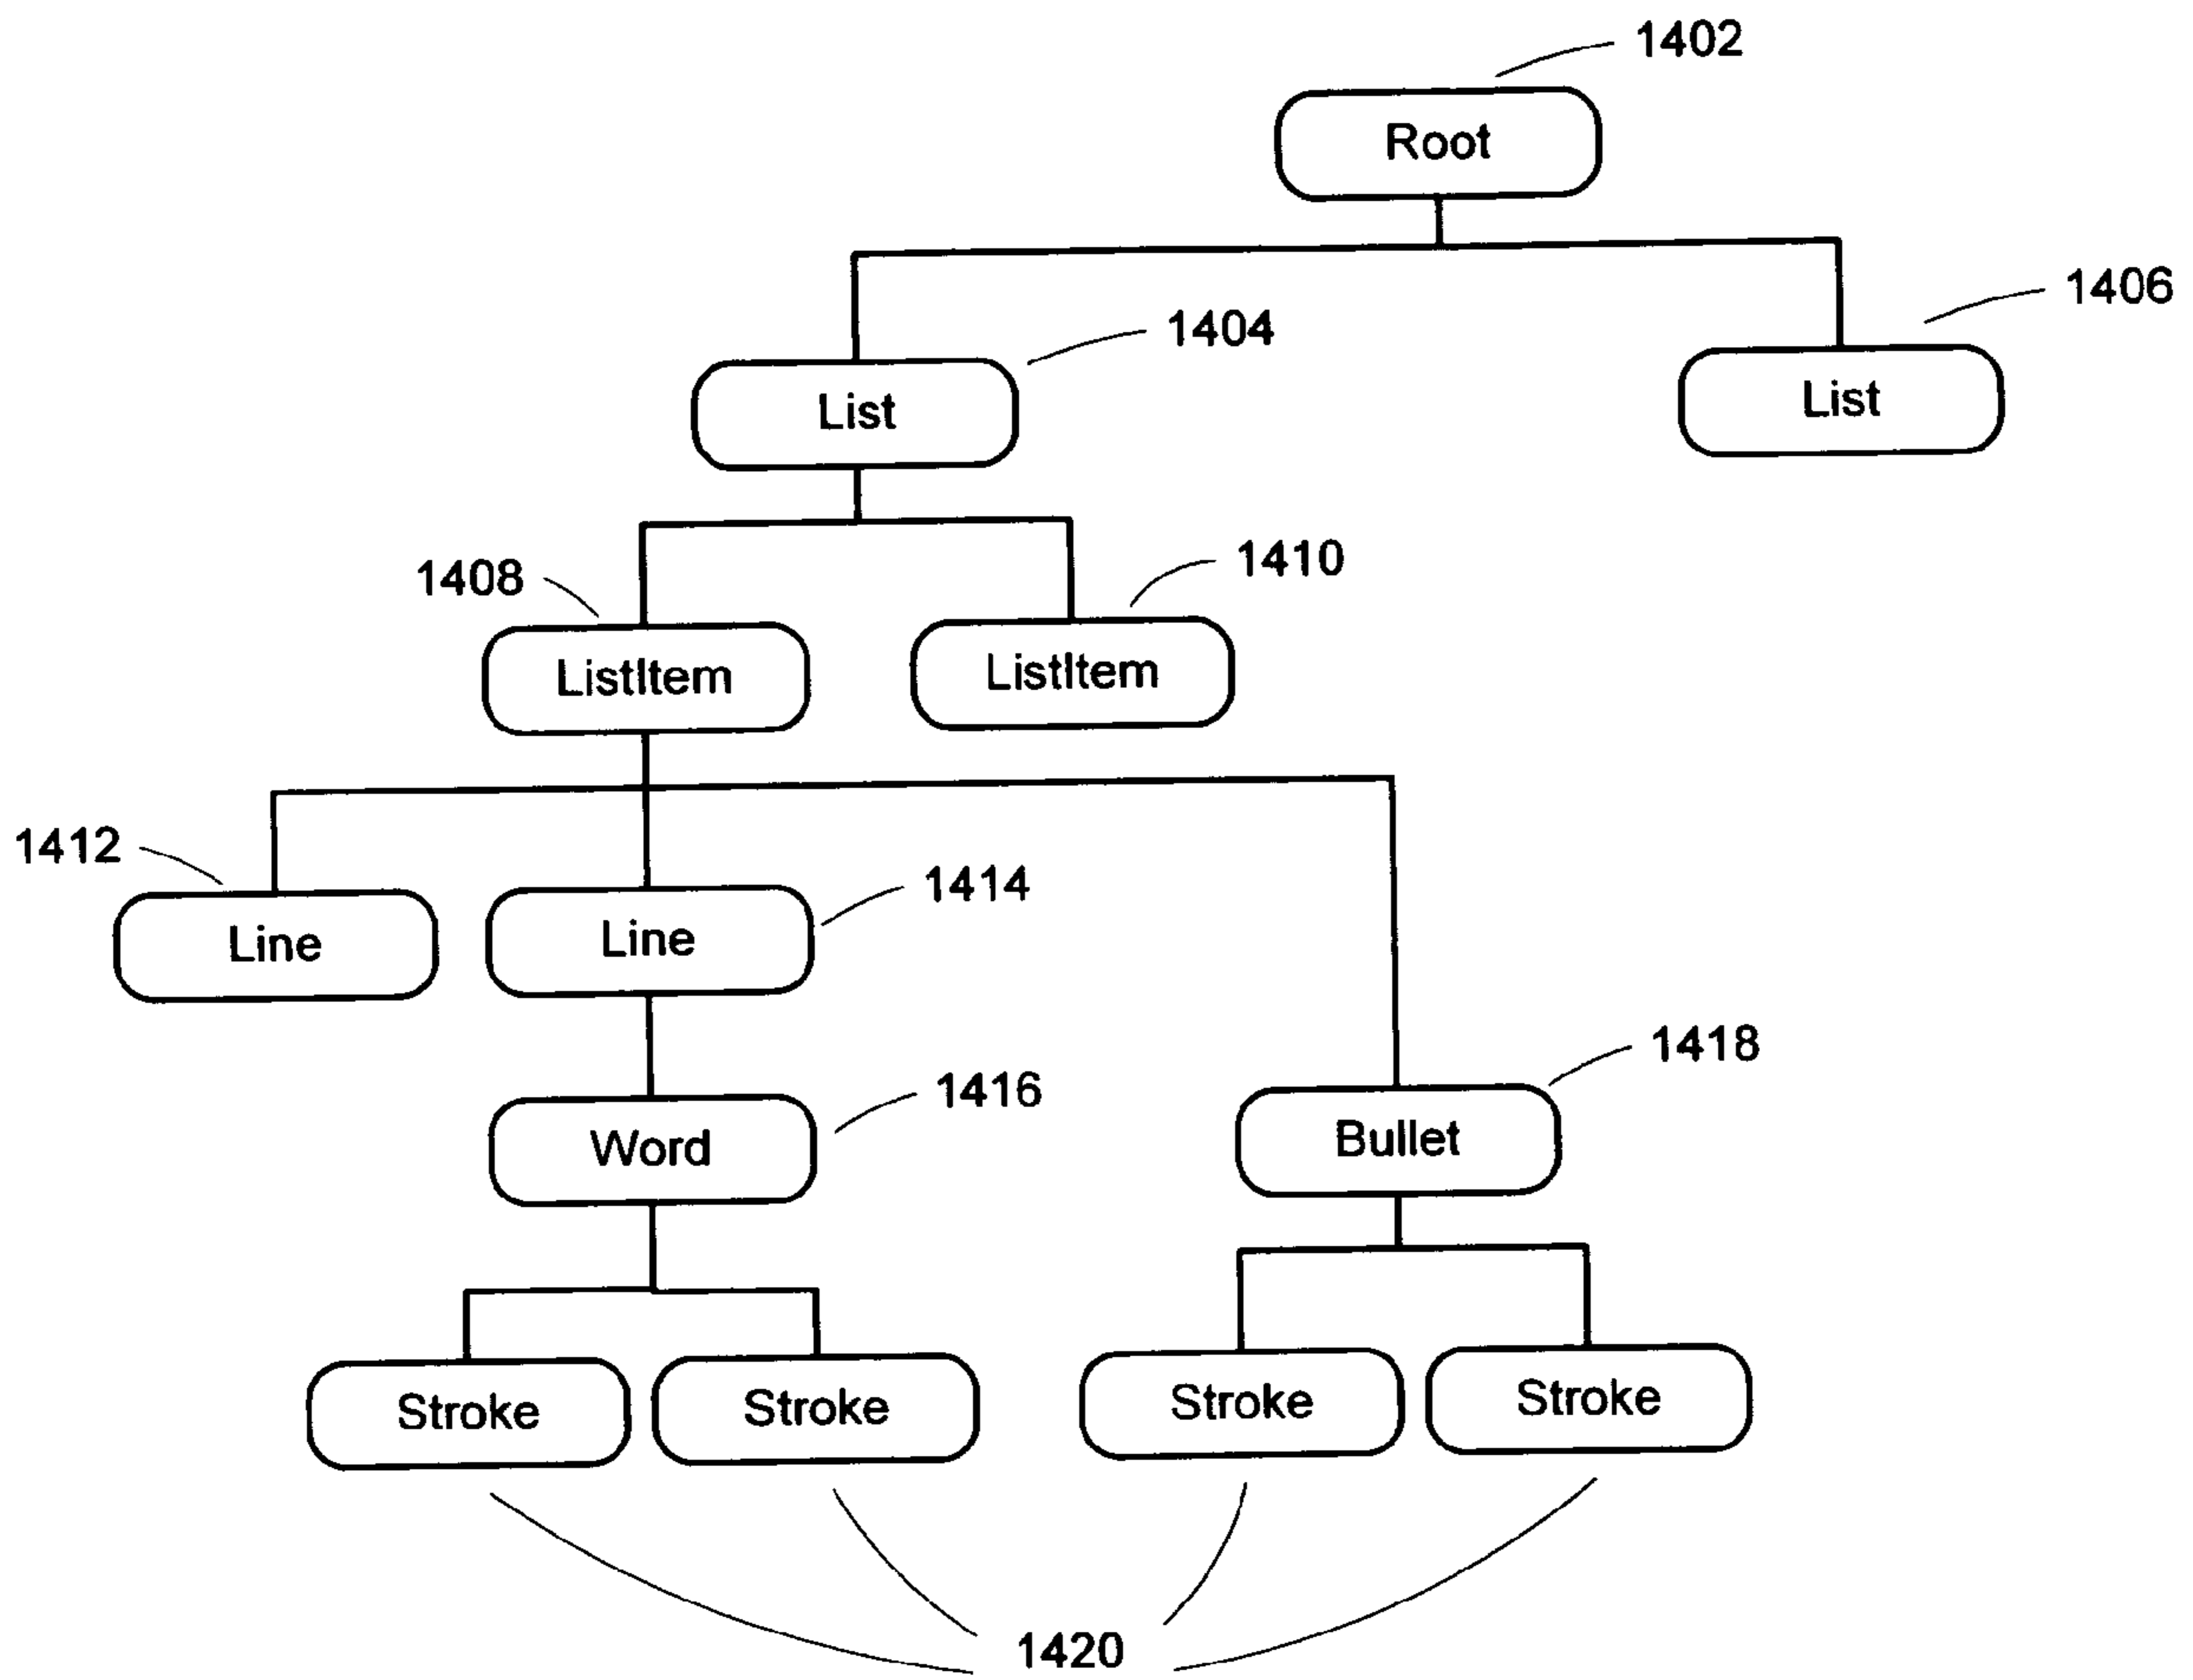 1402
Root
1406
1404
List
List
1408
1410
ListItem
ListItem
1412
1414
Line
Line
1418
1416
Word
Bullet
Stroke
Stroke
Stroke
Stroke
1420